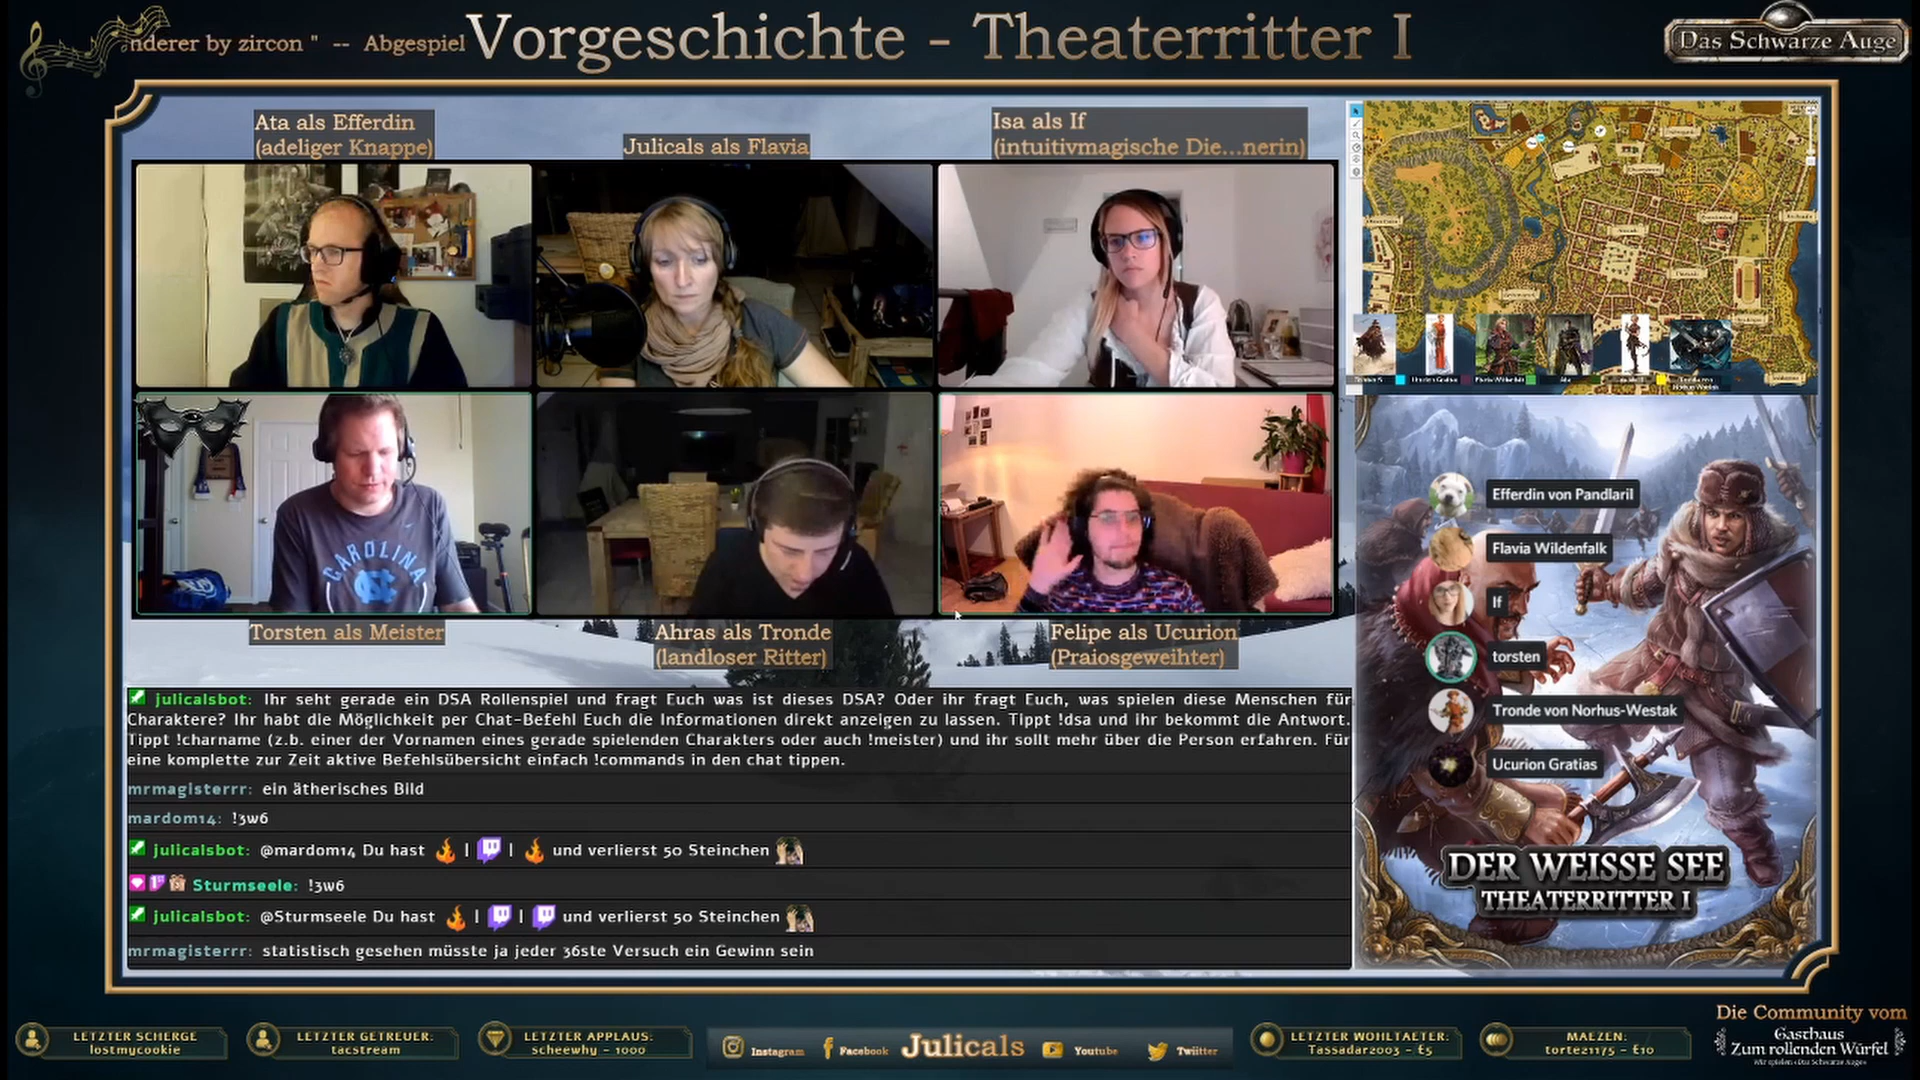 nderer by zircon " -- Abgespiel
Vorgeschichte - Theaterritter I
Das Schwarze Auge
Ata als Efferdin
(adeliger Knappe)
Julicals als Flavia
Isa als If
(intuitivmagische Die...nerin)
CAROLINA
Torsten als Meister
Ahras als Tronde
(landloser Ritter)
Felipe als Ucurion
(Praiosgeweihter)
Efferdin von Pandlaril
Flavia Wildenfalk
If
torsten
Tronde von Norhus-Westak
Ucurion Gratias
DER WEISSE SEE
THEATERRITTER I
julicalsbot: Ihr seht gerade ein DSA Rollenspiel und fragt Euch was ist dieses DSA? Oder ihr fragt Euch, was spielen diese Menschen für
Charaktere? Ihr habt die Möglichkeit per Chat-Befehl Euch die Informationen direkt anzeigen zu lassen. Tippt !dsa und ihr bekommt die Antwort.
Tippt !charname (z.b. einer der Vornamen eines gerade spielenden Charakters oder auch !meister) und ihr sollt mehr über die Person erfahren. Für
eine komplette zur Zeit aktive Befehlsübersicht einfach !commands in den chat tippen.
mrmagisterrr: ein ätherisches Bild
mardom14: !3w6
julicalsbot: @mardom14 Du hast | | und verlierst 50 Steinchen
Sturmseele: !3w6
julicalsbot: @Sturmseele Du hast | | und verlierst 50 Steinchen
mrmagisterrr: statistisch gesehen müsste ja jeder 36ste Versuch ein Gewinn sein
LETZTER SCHERGE
lostmycookie
LETZTER GETREUER:
tacstream
LETZTER APPLAUS:
scheewhy - 1000
Instagram
Facebook
Julicals
Youtube
Twiitter
LETZTER WOHLTAETER:
Tassadar2003 - €5
MAEZEN:
torte21175 - €10
Die Community vom
Gasthaus
Zum rollenden Würfel
Wir spielen »Das Schwarze Auge«